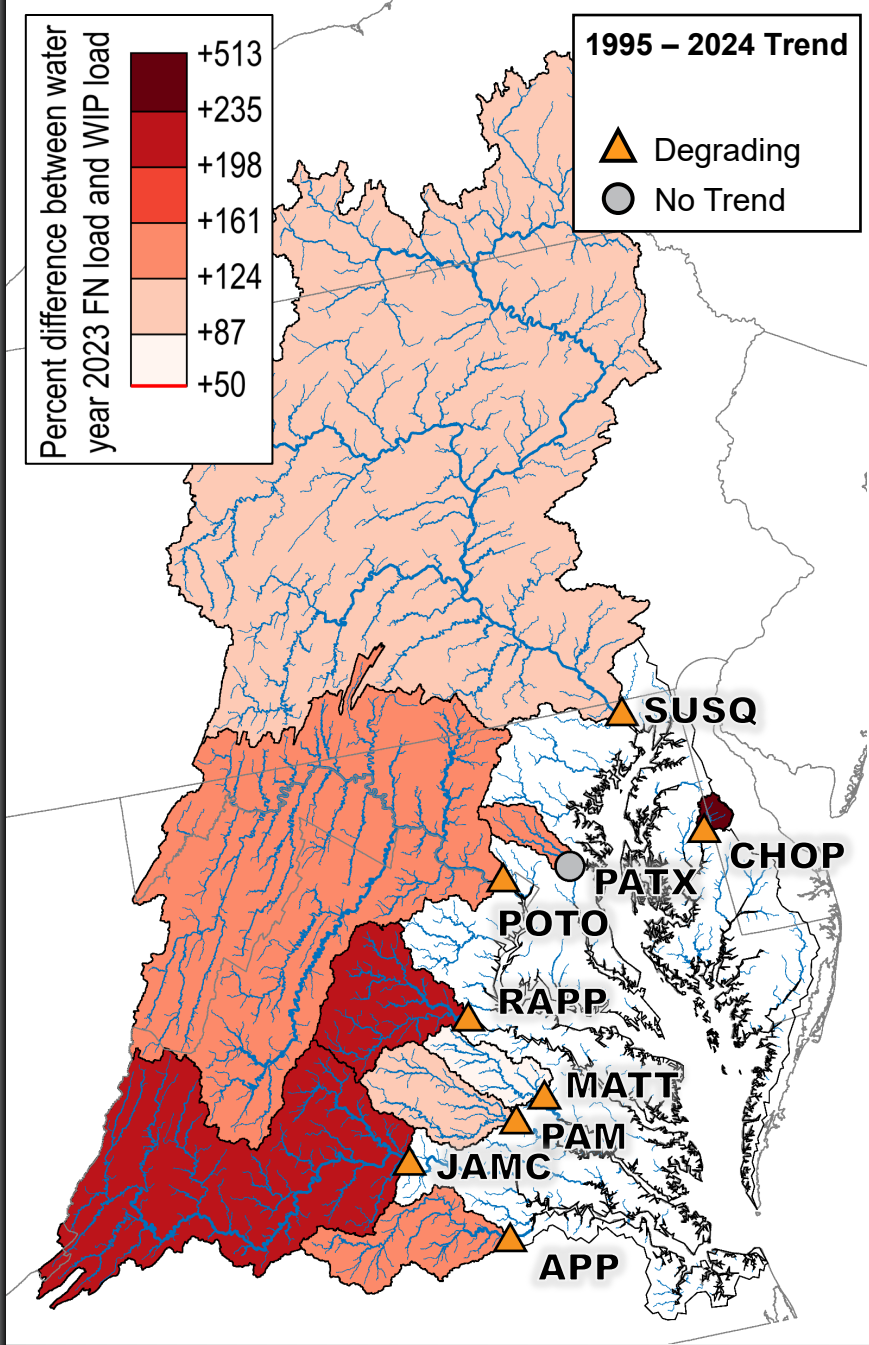 Percent difference between water
year 2023 FN load and WIP load
+513
+235
+198
+161
+124
+87
+50
1995 – 2024 Trend
Degrading
No Trend
SUSQ
CHOP
PATX
POTO
RAPP
MATT
PAM
JAMC
APP